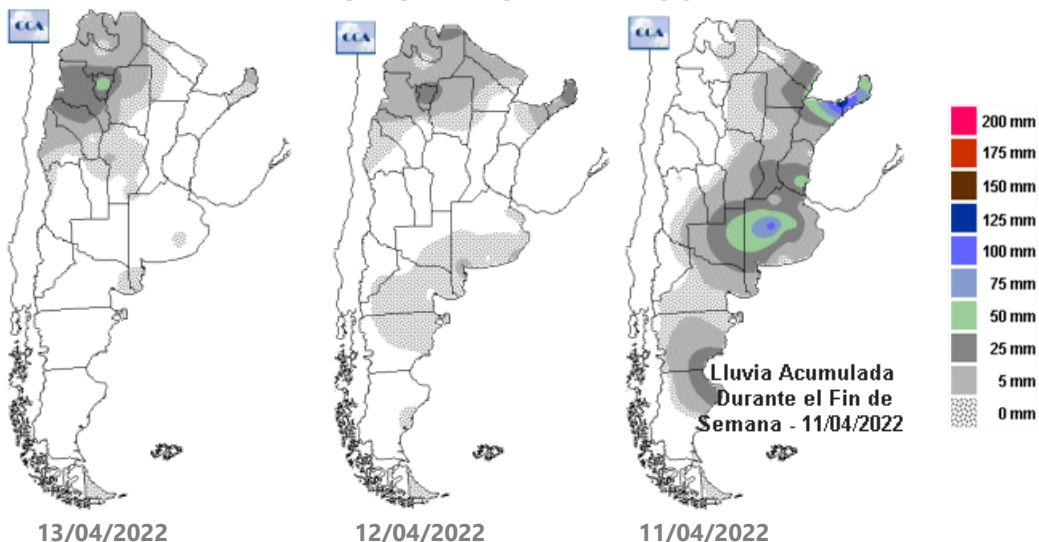 CCA
CCA
CCA
200 mm
175 mm
150 mm
125 mm
100 mm
75 mm
50 mm
25 mm
5 mm
0 mm
Lluvia Acumulada
Durante el Fin de
Semana - 11/04/2022
13/04/2022
12/04/2022
11/04/2022